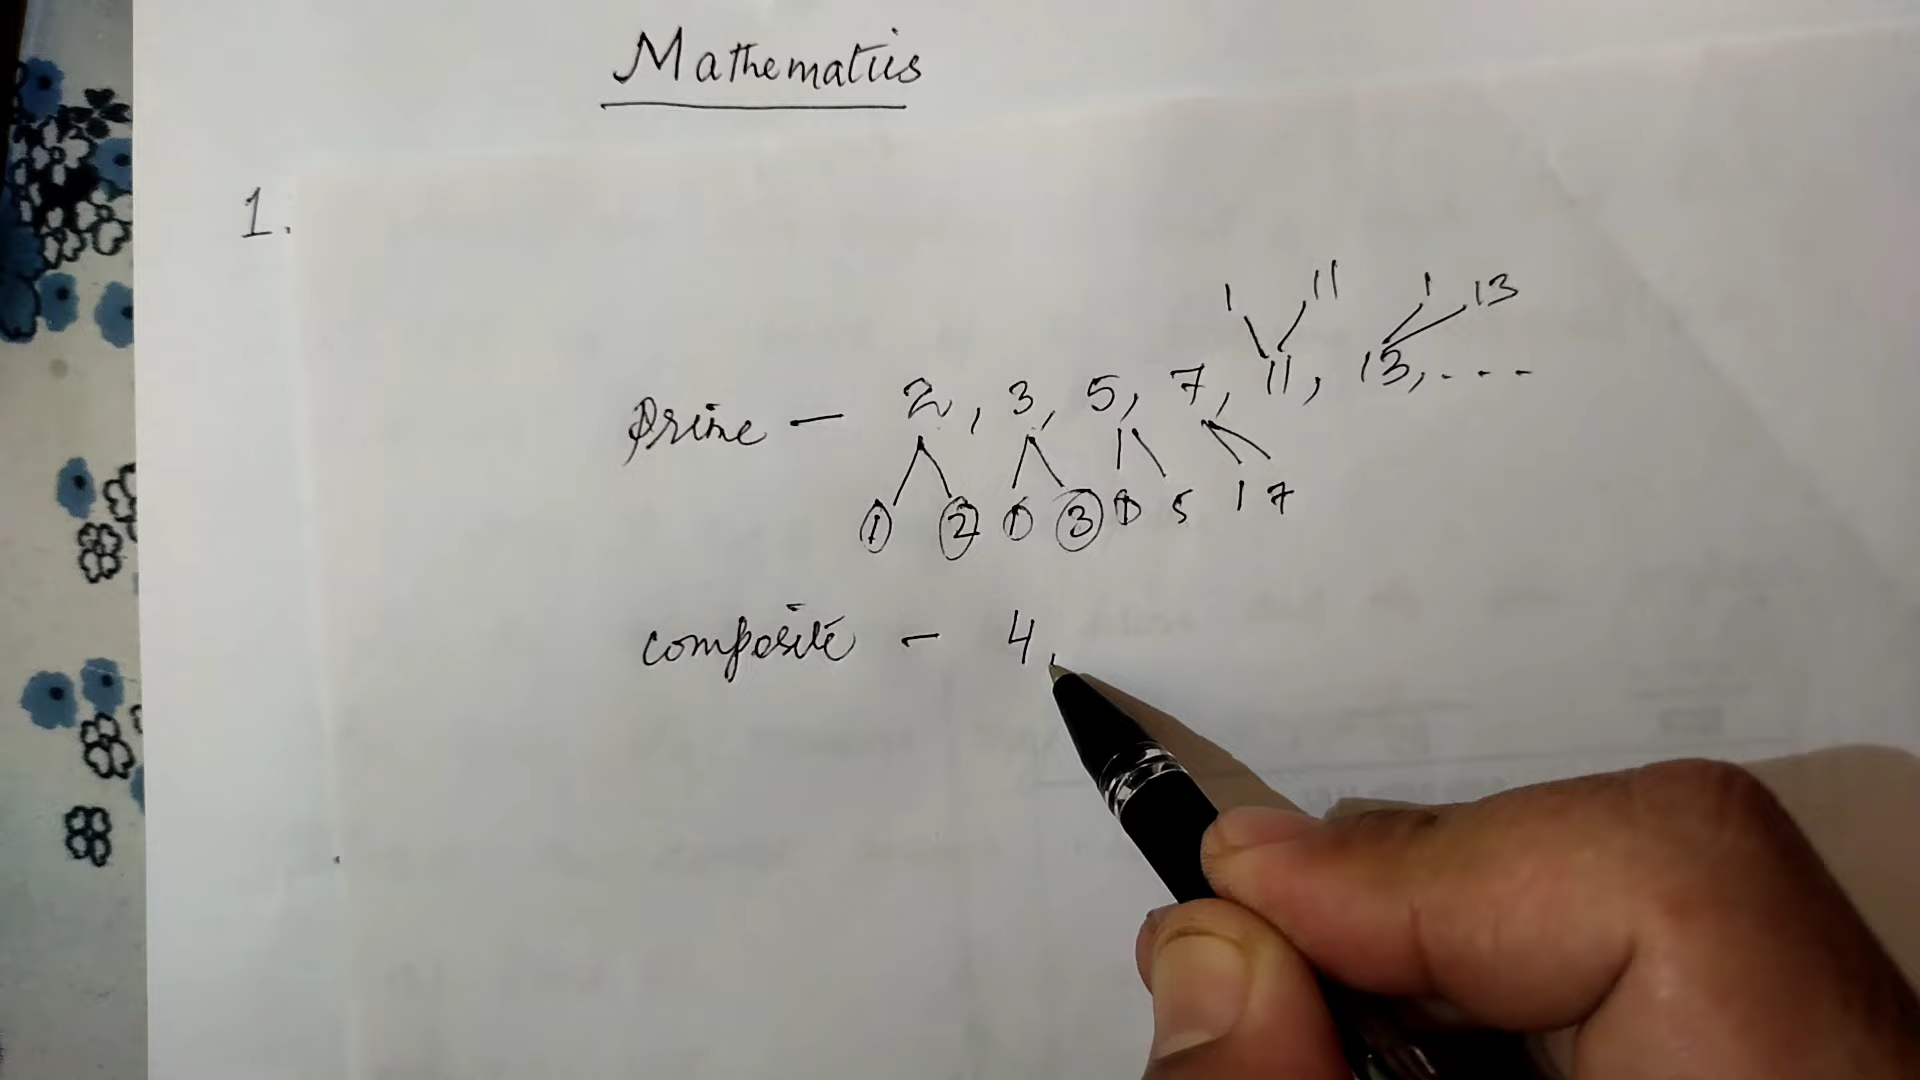 Mathematics
1.
1 11 1 13
prime — 2, 3, 5, 7, 11, 13, . . .
1 2 1 3 1 5 1 7
composite — 4,